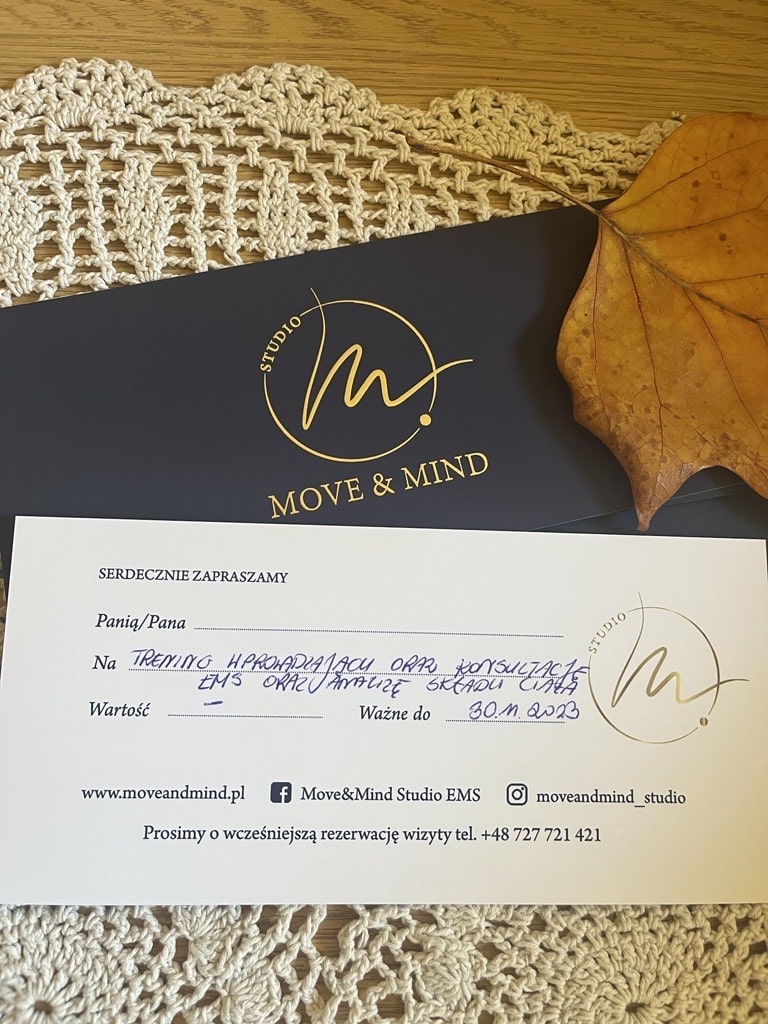 STUDIO
MOVE & MIND
SERDECZNIE ZAPRASZAMY
Panią/Pana
Na TRENING WPROWADZAJĄCY ORAZ KONSULTACJĘ
EMS ORAZ ANALIZĘ SKŁADU CIAŁA
Wartość – Ważne do 30.11.2023
STUDIO
www.moveandmind.pl Move&Mind Studio EMS moveandmind_studio
Prosimy o wcześniejszą rezerwację wizyty tel. +48 727 721 421